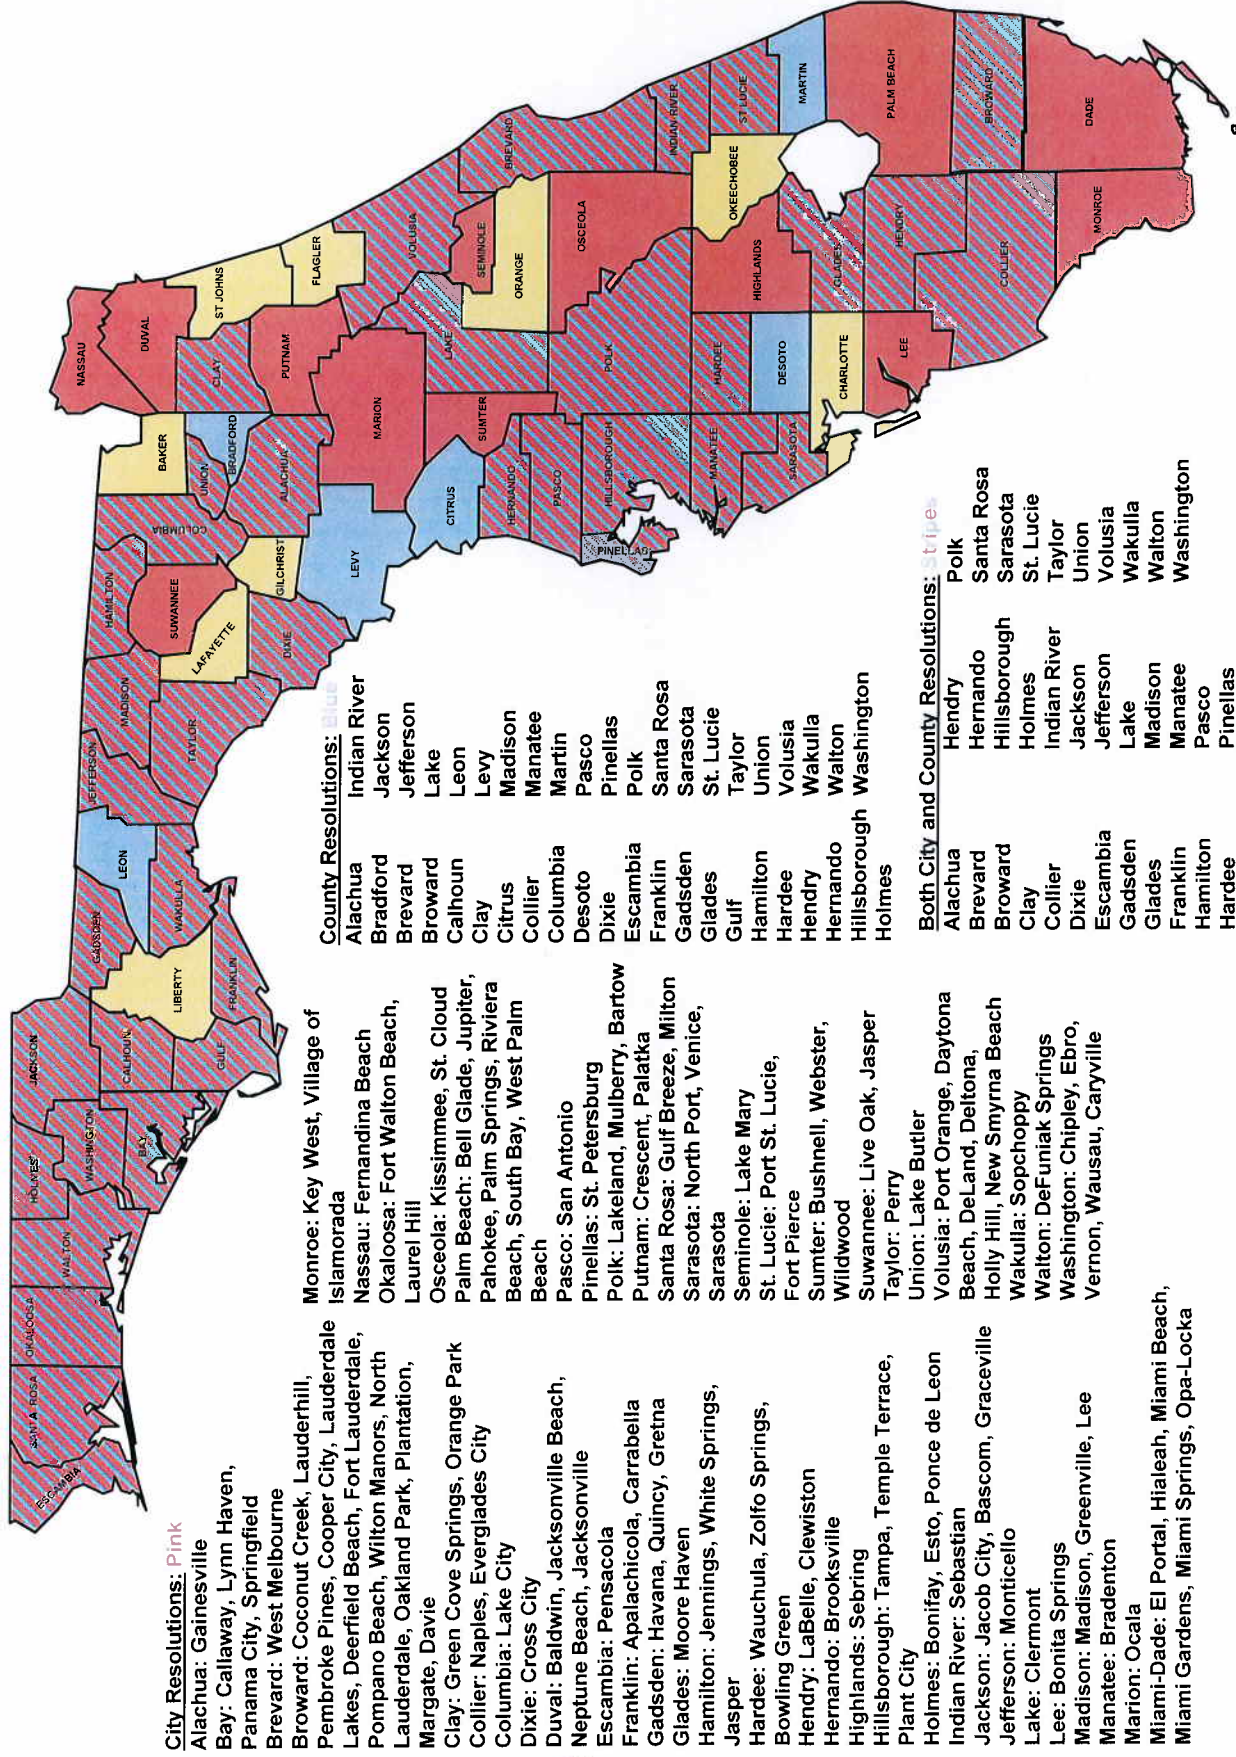 ESCAMBIA
SANTA ROSA
OKALOOSA
WALTON
HOLMES
WASHINGTON
BAY
JACKSON
CALHOUN
GULF
GADSDEN
LIBERTY
FRANKLIN
LEON
WAKULLA
JEFFERSON
MADISON
TAYLOR
HAMILTON
SUWANNEE
LAFAYETTE
DIXIE
COLUMBIA
GILCHRIST
LEVY
BAKER
UNION
BRADFORD
ALACHUA
NASSAU
DUVAL
CLAY
ST JOHNS
PUTNAM
FLAGLER
MARION
CITRUS
SUMTER
HERNANDO
PASCO
LAKE
VOLUSIA
SEMINOLE
ORANGE
BREVARD
OSCEOLA
POLK
HILLSBOROUGH
PINELLAS
MANATEE
HARDEE
SARASOTA
DESOTO
HIGHLANDS
OKEECHOBEE
INDIAN RIVER
ST LUCIE
MARTIN
CHARLOTTE
GLADES
LEE
HENDRY
PALM BEACH
COLLIER
BROWARD
MONROE
DADE
City Resolutions: Pink
Alachua: Gainesville
Bay: Callaway, Lynn Haven,
Panama City, Springfield
Brevard: West Melbourne
Broward: Coconut Creek, Lauderhill,
Pembroke Pines, Cooper City, Lauderdale
Lakes, Deerfield Beach, Fort Lauderdale,
Pompano Beach, Wilton Manors, North
Lauderdale, Oakland Park, Plantation,
Margate, Davie
Clay: Green Cove Springs, Orange Park
Collier: Naples, Everglades City
Columbia: Lake City
Dixie: Cross City
Duval: Baldwin, Jacksonville Beach,
Neptune Beach, Jacksonville
Escambia: Pensacola
Franklin: Apalachicola, Carrabella
Gadsden: Havana, Quincy, Gretna
Glades: Moore Haven
Hamilton: Jennings, White Springs,
Jasper
Hardee: Wauchula, Zolfo Springs,
Bowling Green
Hendry: LaBelle, Clewiston
Hernando: Brooksville
Highlands: Sebring
Hillsborough: Tampa, Temple Terrace,
Plant City
Holmes: Bonifay, Esto, Ponce de Leon
Indian River: Sebastian
Jackson: Jacob City, Bascom, Graceville
Jefferson: Monticello
Lake: Clermont
Lee: Bonita Springs
Madison: Madison, Greenville, Lee
Manatee: Bradenton
Marion: Ocala
Miami-Dade: El Portal, Hialeah, Miami Beach,
Miami Gardens, Miami Springs, Opa-Locka
Monroe: Key West, Village of
Islamorada
Nassau: Fernandina Beach
Okaloosa: Fort Walton Beach,
Laurel Hill
Osceola: Kissimmee, St. Cloud
Palm Beach: Bell Glade, Jupiter,
Pahokee, Palm Springs, Riviera
Beach, South Bay, West Palm
Beach
Pasco: San Antonio
Pinellas: St. Petersburg
Polk: Lakeland, Mulberry, Bartow
Putnam: Crescent, Palatka
Santa Rosa: Gulf Breeze, Milton
Sarasota: North Port, Venice,
Sarasota
Seminole: Lake Mary
St. Lucie: Port St. Lucie,
Fort Pierce
Sumter: Bushnell, Webster,
Wildwood
Suwannee: Live Oak, Jasper
Taylor: Perry
Union: Lake Butler
Volusia: Port Orange, Daytona
Beach, DeLand, Deltona,
Holly Hill, New Smyrna Beach
Wakulla: Sopchoppy
Walton: DeFuniak Springs
Washington: Chipley, Ebro,
Vernon, Wausau, Caryville
County Resolutions: Blue
Alachua
Bradford
Brevard
Broward
Calhoun
Clay
Citrus
Collier
Columbia
Desoto
Dixie
Escambia
Franklin
Gadsden
Glades
Gulf
Hamilton
Hardee
Hendry
Hernando
Hillsborough
Holmes
Indian River
Jackson
Jefferson
Lake
Leon
Levy
Madison
Manatee
Martin
Pasco
Pinellas
Polk
Santa Rosa
Sarasota
St. Lucie
Taylor
Union
Volusia
Wakulla
Walton
Washington
Both City and County Resolutions: Stripes
Alachua
Brevard
Broward
Clay
Collier
Dixie
Escambia
Gadsden
Glades
Franklin
Hamilton
Hardee
Hendry
Hernando
Hillsborough
Holmes
Indian River
Jackson
Jefferson
Lake
Madison
Manatee
Pasco
Pinellas
Polk
Santa Rosa
Sarasota
St. Lucie
Taylor
Union
Volusia
Wakulla
Walton
Washington